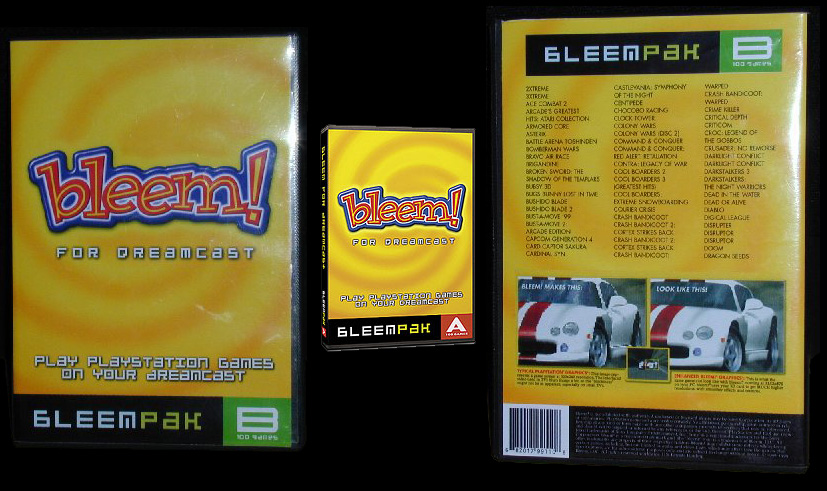 bleem!
FOR DREAMCAST
PLAY PLAYSTATION GAMES
ON YOUR DREAMCAST
BLEEMPAK
B
100 GAMES
BLEEM FOR DREAMCAST
BLEEMPAK
bleem!
FOR DREAMCAST
PLAY PLAYSTATION GAMES
ON YOUR DREAMCAST
BLEEMPAK
A
100 GAMES
BLEEMPAK
B
100 GAMES
2XTREME
3XTREME
ACE COMBAT 2
ARCADE'S GREATEST
HITS: ATARI COLLECTION
ARMORED CORE
BATTLE ARENA TOSHINDEN
BOMBERMAN WARS
BRAVO AIR RACE
BRIGANDINE
BROKEN SWORD: THE
SHADOW OF THE TEMPLARS
BUBSY 3D
BUGS BUNNY LOST IN TIME
BUSHIDO BLADE
BUSHIDO BLADE 2
BUST-A-MOVE '99
BUST-A-MOVE 2
ARCADE EDITION
CAPCOM GENERATION 4
CARD CAPTOR SAKURA
CARDINAL SYN
CASTLEVANIA: SYMPHONY
OF THE NIGHT
CENTIPEDE
CHOCOBO RACING
CLOCK TOWER
COLONY WARS
COLONY WARS (DISC 2)
COMMAND & CONQUER
COMMAND & CONQUER:
RED ALERT RETALIATION
CONTRA: LEGACY OF WAR
COOL BOARDERS 2
COOL BOARDERS 3
(GREATEST HITS)
COOL BOARDERS
EXTREME SNOWBOARDING
COURIER CRISIS
CRASH BANDICOOT
CRASH BANDICOOT 2:
CORTEX STRIKES BACK
CRASH BANDICOOT 2:
CORTEX STRIKES BACK
CRASH BANDICOOT:
WARPED
CRASH BANDICOOT:
WARPED
CRIME KILLER
CRITICAL DEPTH
CRITICOM
CROC: LEGEND OF
THE GOBBOS
CRUSADER: NO REMORSE
DARKLIGHT CONFLICT
DARKLIGHT CONFLICT
DARKSTALKERS 3
DARKSTALKERS
THE NIGHT WARRIORS
DEAD IN THE WATER
DEAD OR ALIVE
DIABLO
DIGICAL LEAGUE
DISRUPTER
DISRUPTOR
DISRUPTOR
DOOM
DRAGON SEEDS
BLEEM! MAKES THIS:
LOOK LIKE THIS: